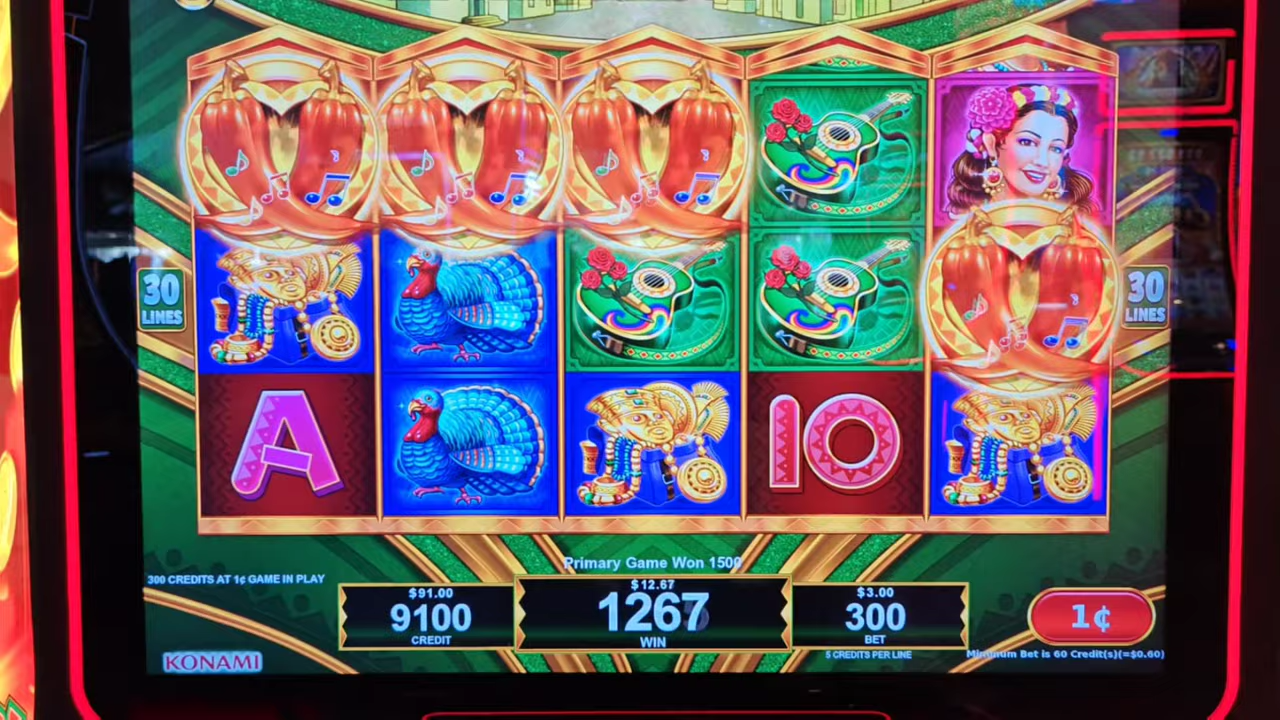 30
LINES
30
LINES
A
10
Primary Game Won 1500
300 CREDITS AT 1¢ GAME IN PLAY
$91.00
9100
CREDIT
$12.67
1267
WIN
$3.00
300
BET
5 CREDITS PER LINE
1¢
Minimum Bet is 60 Credit(s)(=$0.60)
KONAMI